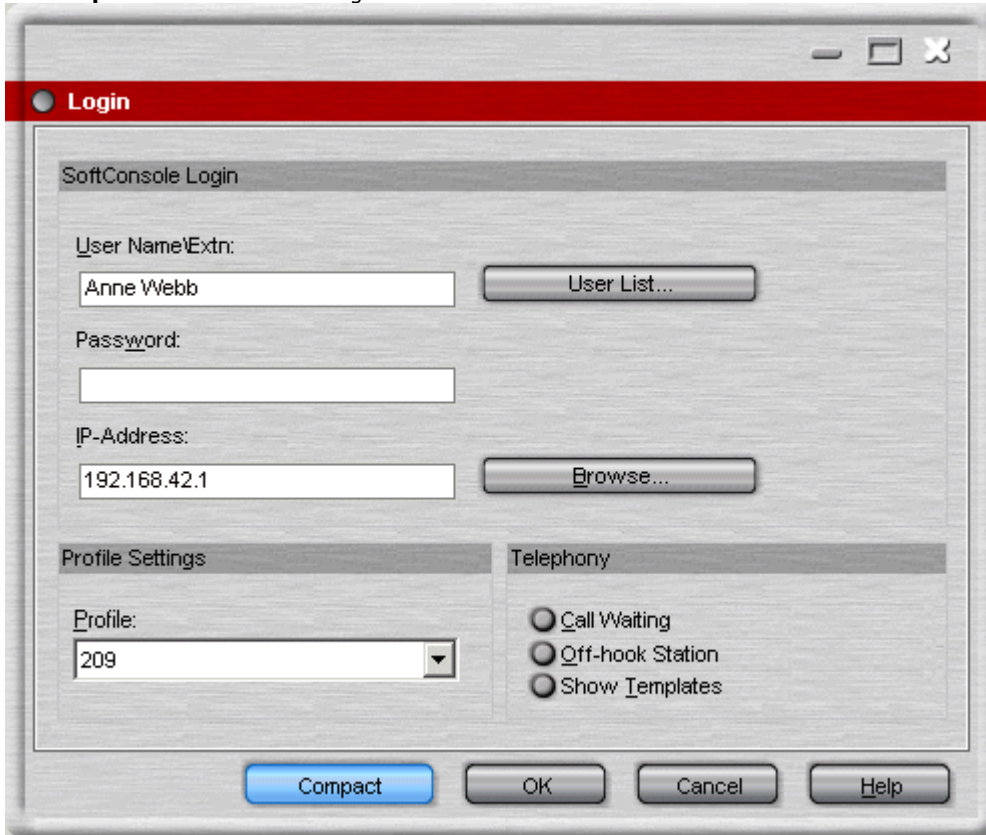 Login
SoftConsole Login
User Name\Extn:
Anne Webb
User List...
Password:
IP-Address:
192.168.42.1
Browse...
Profile Settings
Telephony
Profile:
209
Call Waiting
Off-hook Station
Show Templates
Compact
OK
Cancel
Help